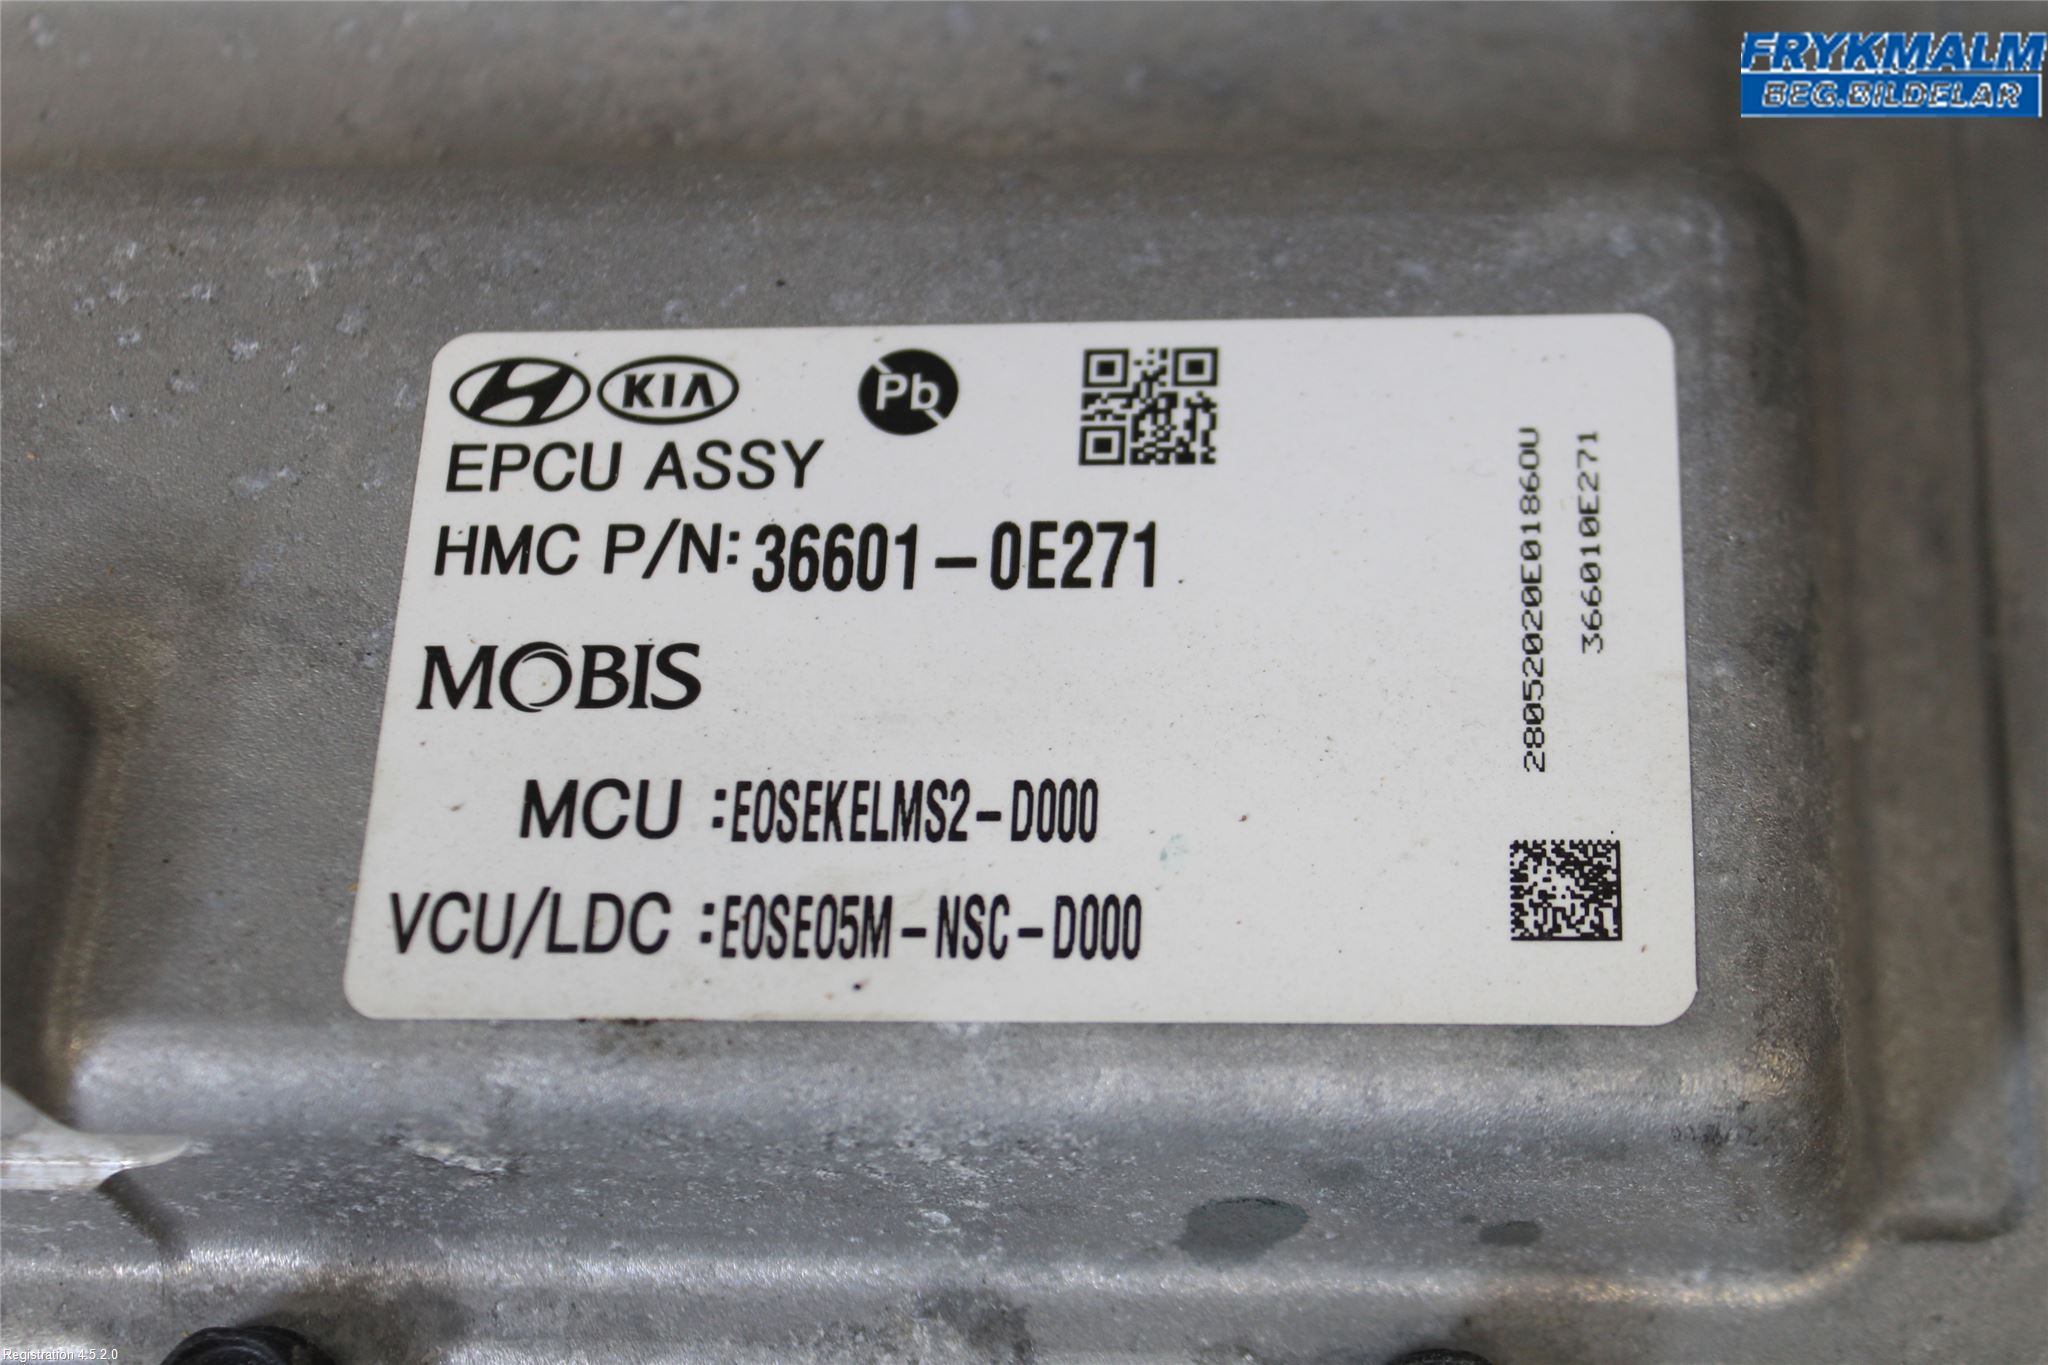 FRYKMALM
BEG.BILDELAR
KIA
Pb
EPCU ASSY
HMC P/N: 36601-0E271
MOBIS
MCU :E0SEKELMS2-D000
VCU/LDC :E0SE05M-NSC-D000
28052020E01860U
366010E271
Registration 4.5.2.0